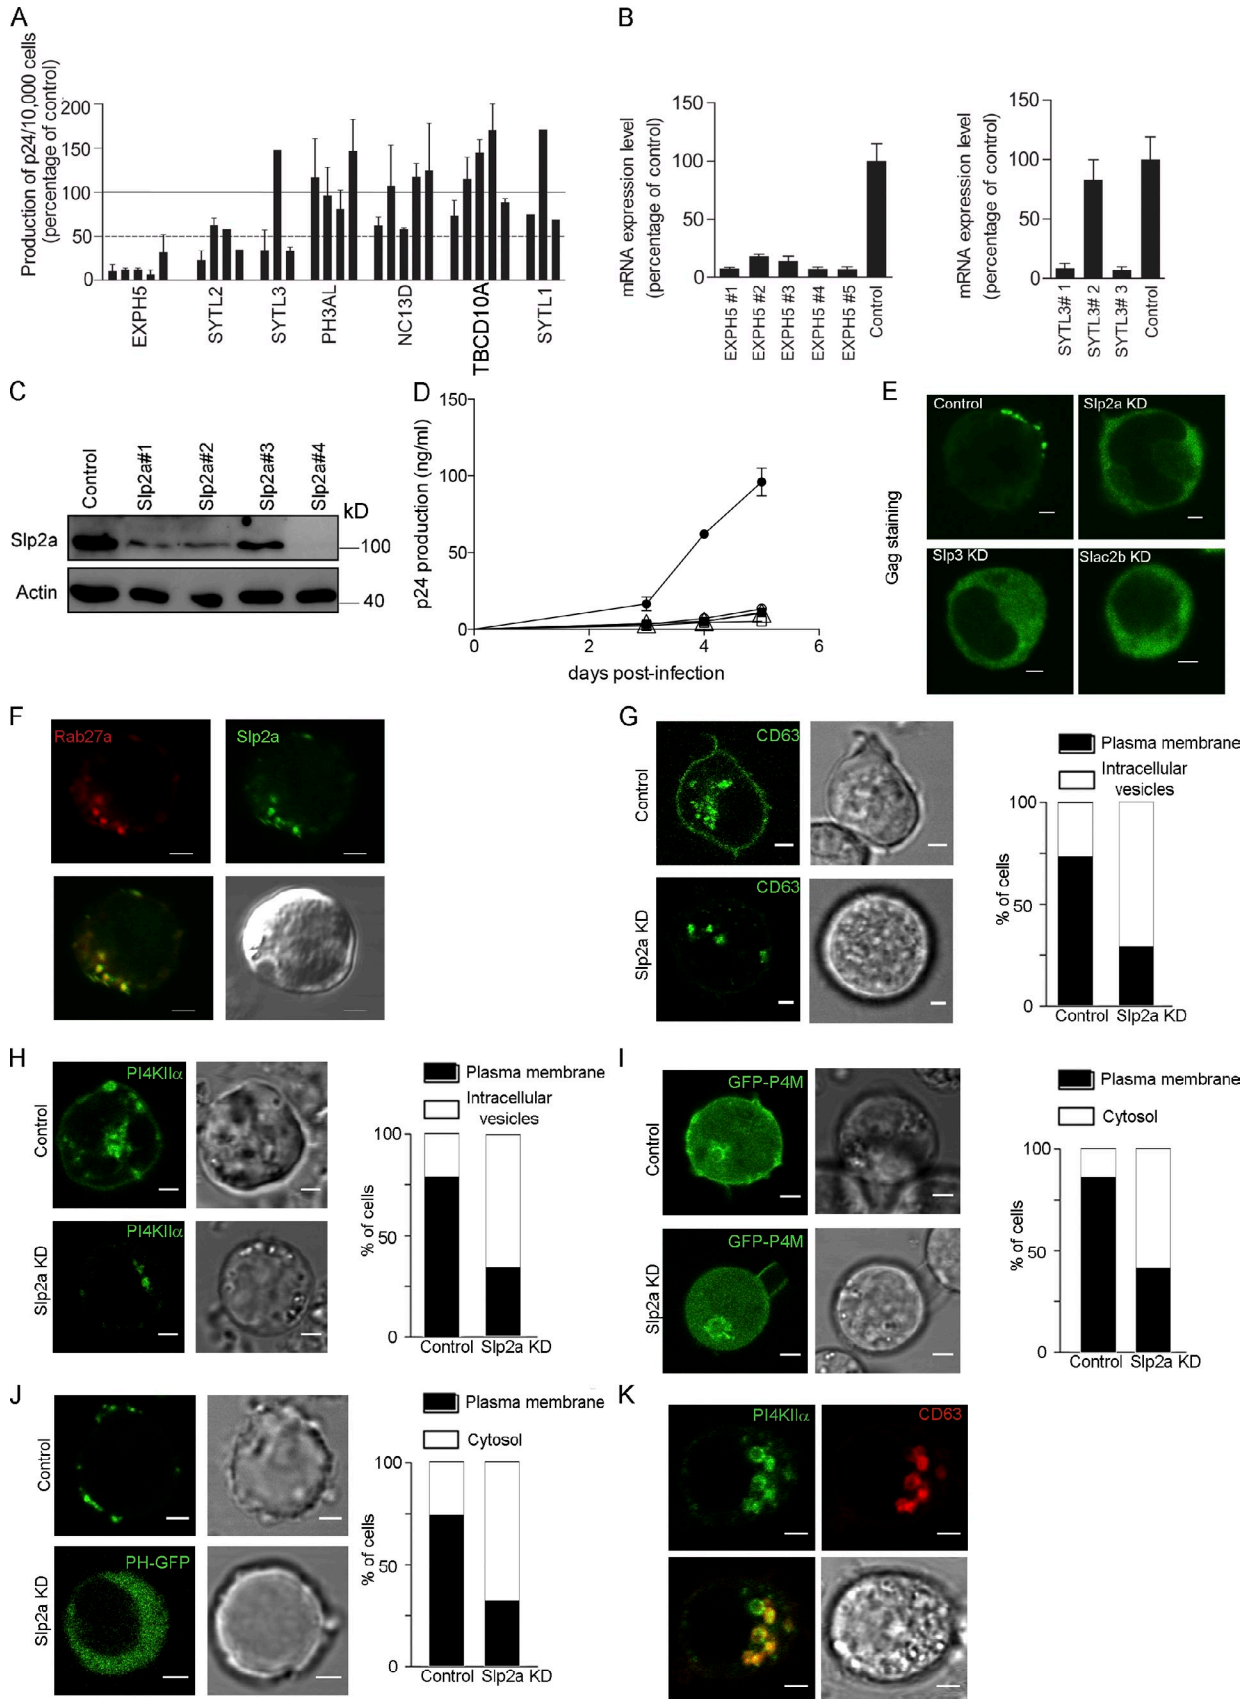 A
Production of p24/10,000 cells
(percentage of control)
200
150
100
50
0
EXPH5
SYTL2
SYTL3
PH3AL
NC13D
TBCD10A
SYTL1
B
mRNA expression level
(percentage of control)
150
100
50
0
EXPH5 #1
EXPH5 #2
EXPH5 #3
EXPH5 #4
EXPH5 #5
Control
mRNA expression level
(percentage of control)
150
100
50
0
SYTL3# 1
SYTL3# 2
SYTL3# 3
Control
C
Control
Slp2a#1
Slp2a#2
Slp2a#3
Slp2a#4
kD
Slp2a
100
Actin
40
D
p24 production (ng/ml)
150
100
50
0
0
2
4
6
days post-infection
E
Gag staining
Control
Slp2a KD
Slp3 KD
Slac2b KD
F
Rab27a
Slp2a
G
Control
CD63
Slp2a KD
CD63
Plasma membrane
Intracellular
vesicles
% of cells
100
50
0
Control
Slp2a KD
H
Control
PI4KIIα
Slp2a KD
PI4KIIα
Plasma membrane
Intracellular
vesicles
% of cells
100
50
0
Control
Slp2a KD
I
Control
GFP-P4M
Slp2a KD
GFP-P4M
Plasma membrane
Cytosol
% of cells
100
50
0
Control
Slp2a KD
J
Control
Slp2a KD
PH-GFP
Plasma membrane
Cytosol
% of cells
100
50
0
Control
Slp2a KD
K
PI4KIIα
CD63